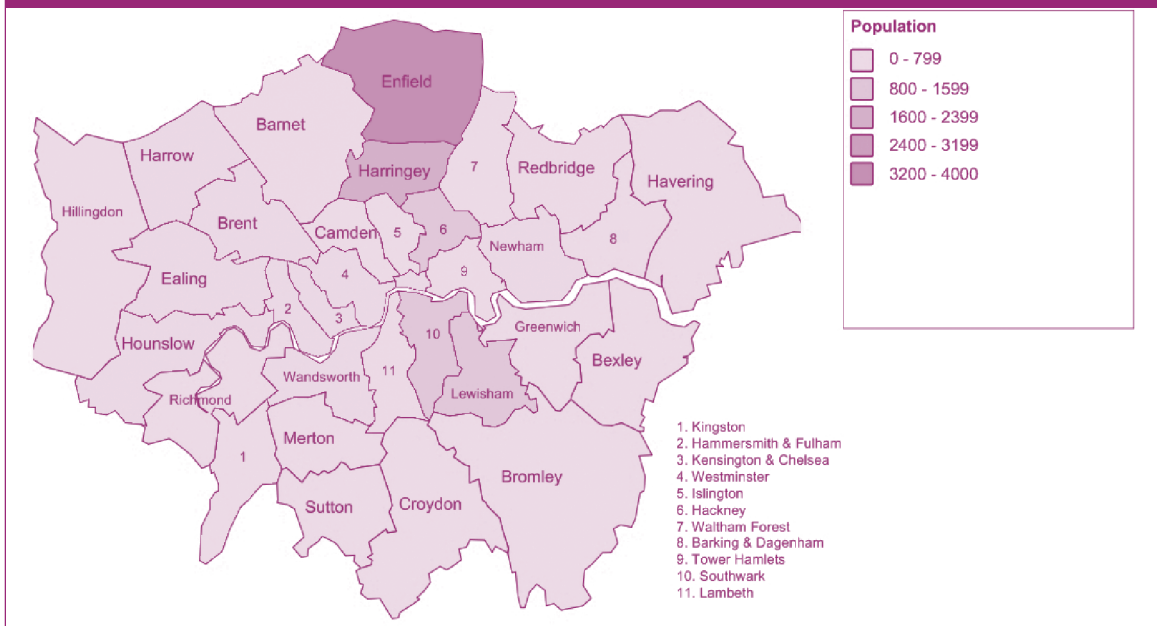 Population
0 - 799
800 - 1599
1600 - 2399
2400 - 3199
3200 - 4000
Enfield
Barnet
Harrow
Harringey
7
Redbridge
Havering
Hillingdon
Brent
Camden
5
6
Newham
8
Ealing
4
9
2
3
Hounslow
10
Greenwich
Bexley
Wandsworth
11
Lewisham
Richmond
Merton
1
Bromley
Sutton
Croydon
1. Kingston
2. Hammersmith & Fulham
3. Kensington & Chelsea
4. Westminster
5. Islington
6. Hackney
7. Waltham Forest
8. Barking & Dagenham
9. Tower Hamlets
10. Southwark
11. Lambeth